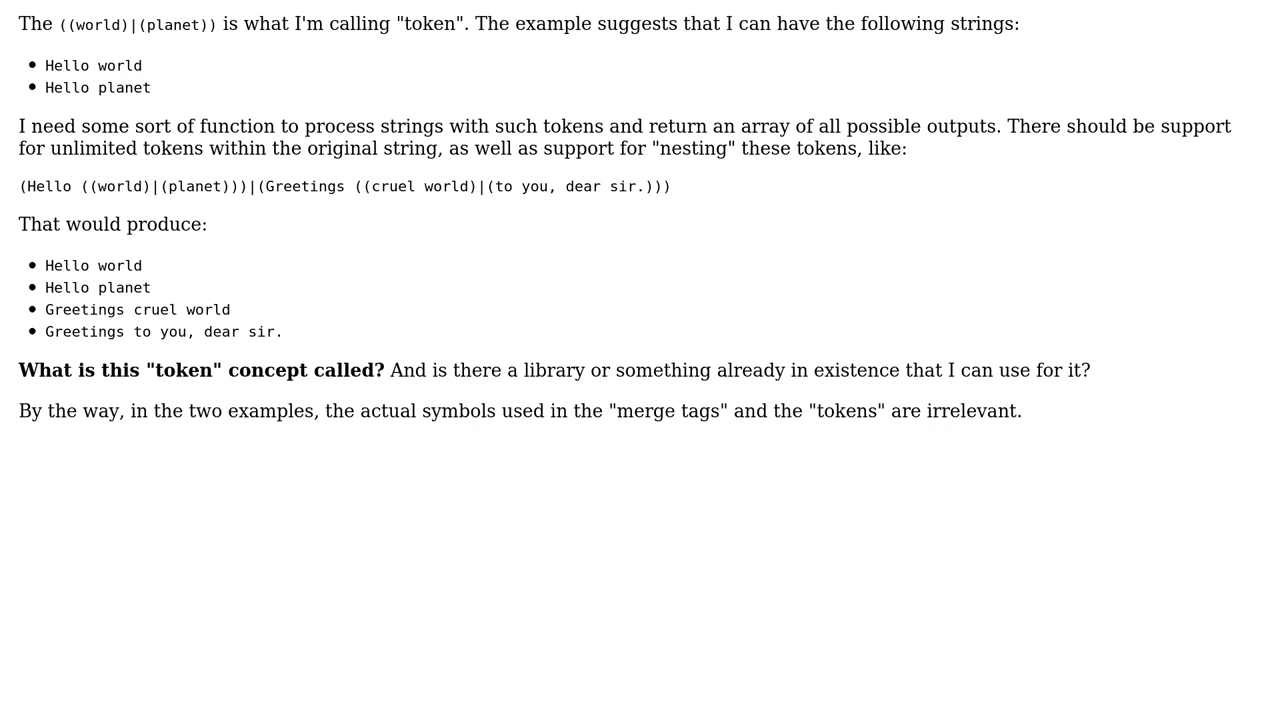 The ((world)|(planet)) is what I'm calling "token". The example suggests that I can have the following strings:
Hello world
Hello planet
I need some sort of function to process strings with such tokens and return an array of all possible outputs. There should be support
for unlimited tokens within the original string, as well as support for "nesting" these tokens, like:
(Hello ((world)|(planet)))|(Greetings ((cruel world)|(to you, dear sir.)))
That would produce:
Hello world
Hello planet
Greetings cruel world
Greetings to you, dear sir.
What is this "token" concept called? And is there a library or something already in existence that I can use for it?
By the way, in the two examples, the actual symbols used in the "merge tags" and the "tokens" are irrelevant.